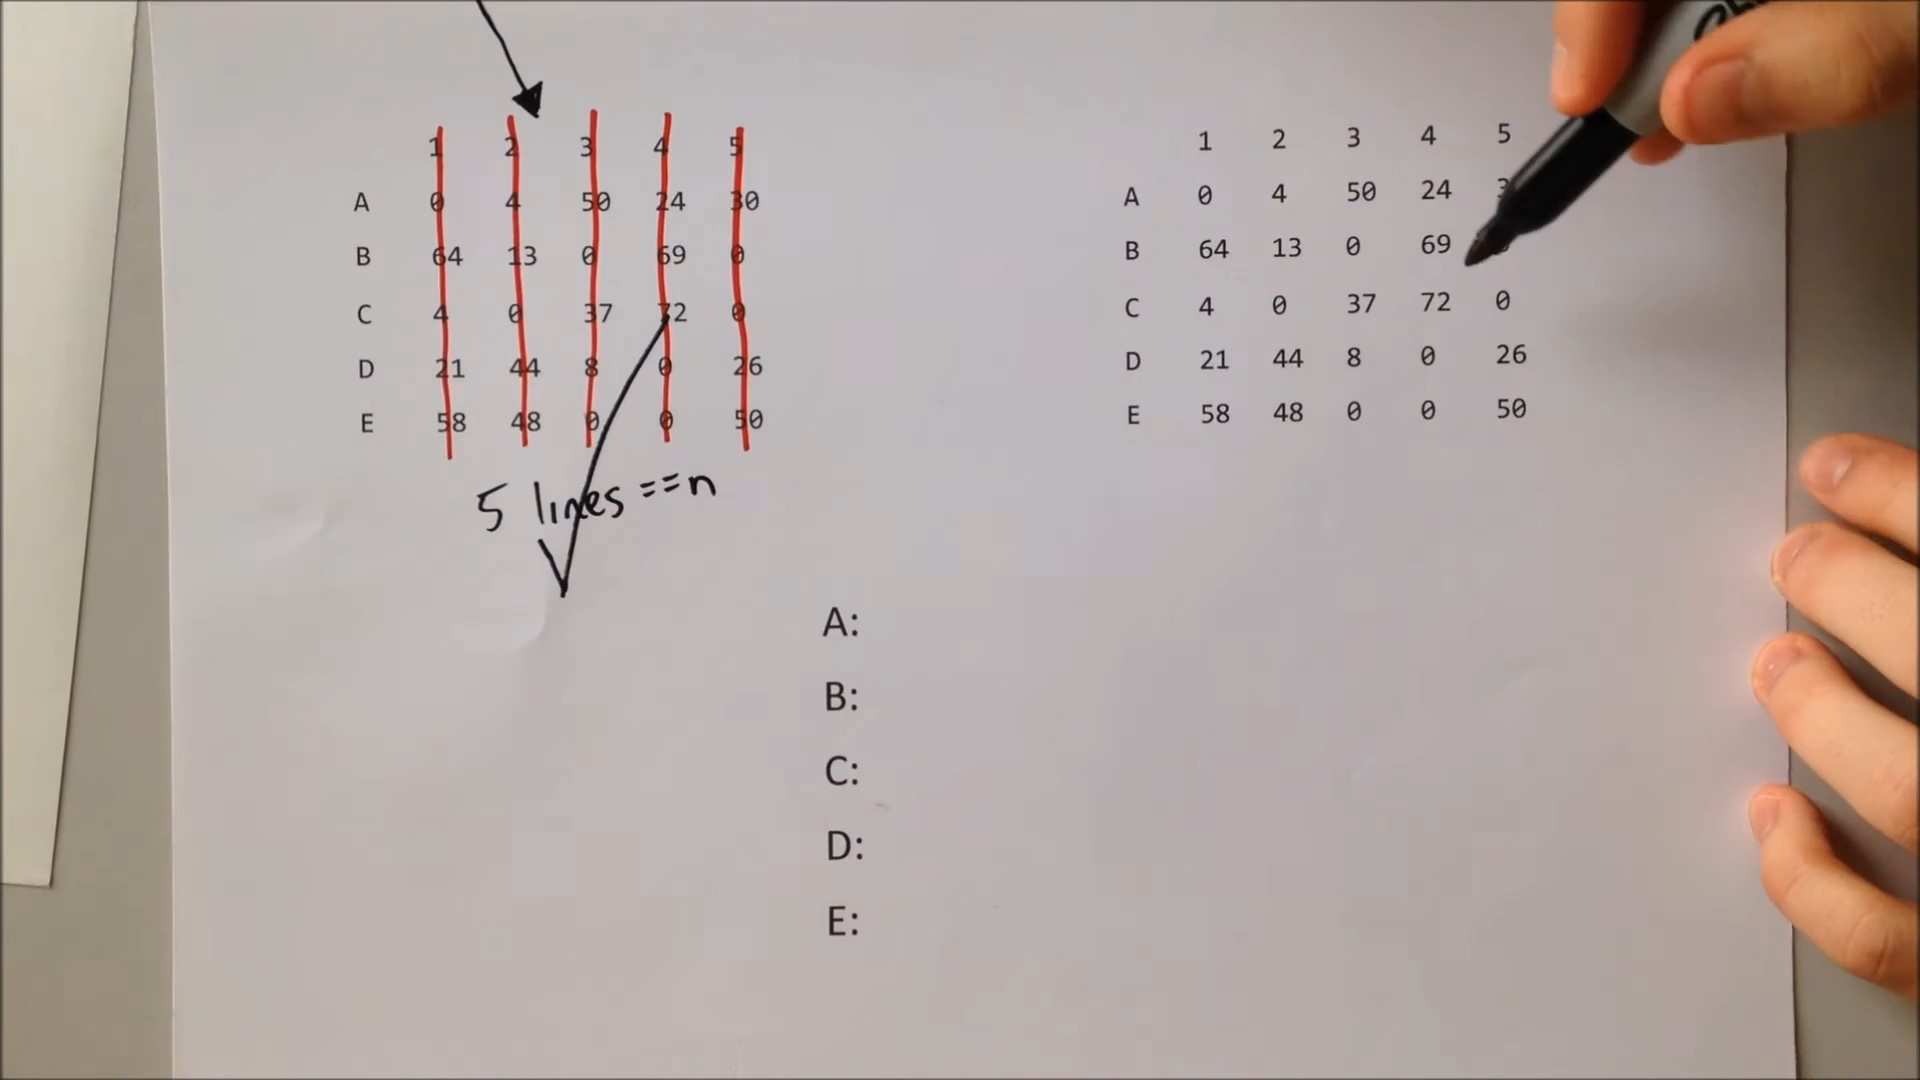 1 2 3 4 5
A 0 4 50 24 30
B 64 13 0 69 0
C 4 0 37 72 0
D 21 44 8 0 26
E 58 48 0 0 50
5 lines ==n
1 2 3 4 5
A 0 4 50 24
B 64 13 0 69
C 4 0 37 72 0
D 21 44 8 0 26
E 58 48 0 0 50
A:
B:
C:
D:
E: